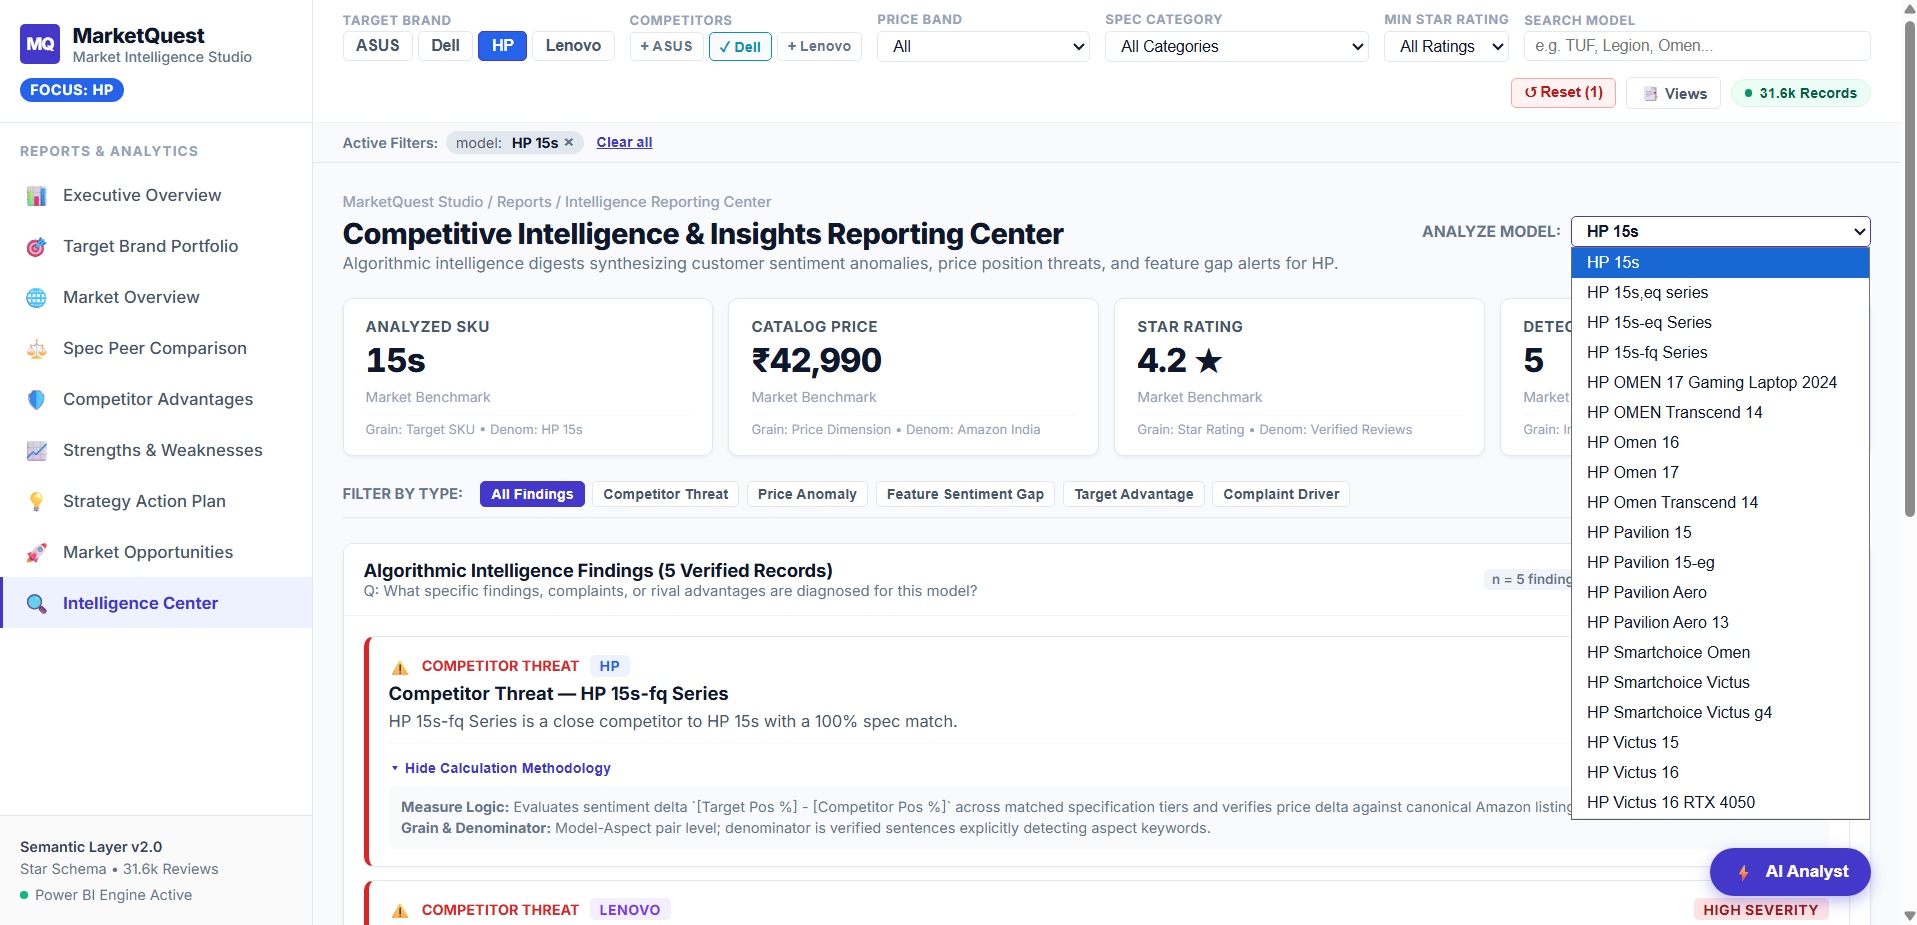 MQ
MarketQuest
Market Intelligence Studio
FOCUS: HP
REPORTS & ANALYTICS
Executive Overview
Target Brand Portfolio
Market Overview
Spec Peer Comparison
Competitor Advantages
Strengths & Weaknesses
Strategy Action Plan
Market Opportunities
Intelligence Center
Semantic Layer v2.0
Star Schema • 31.6k Reviews
Power BI Engine Active
TARGET BRAND
ASUS
Dell
HP
Lenovo
COMPETITORS
+ ASUS
✓ Dell
+ Lenovo
PRICE BAND
All
SPEC CATEGORY
All Categories
MIN STAR RATING
All Ratings
SEARCH MODEL
e.g. TUF, Legion, Omen...
↺ Reset (1)
Views
31.6k Records
Active Filters:
model: HP 15s ×
Clear all
MarketQuest Studio / Reports / Intelligence Reporting Center
Competitive Intelligence & Insights Reporting Center
Algorithmic intelligence digests synthesizing customer sentiment anomalies, price position threats, and feature gap alerts for HP.
ANALYZE MODEL:
HP 15s
HP 15s
HP 15s,eq series
HP 15s-eq Series
HP 15s-fq Series
HP OMEN 17 Gaming Laptop 2024
HP OMEN Transcend 14
HP Omen 16
HP Omen 17
HP Omen Transcend 14
HP Pavilion 15
HP Pavilion 15-eg
HP Pavilion Aero
HP Pavilion Aero 13
HP Smartchoice Omen
HP Smartchoice Victus
HP Smartchoice Victus g4
HP Victus 15
HP Victus 16
HP Victus 16 RTX 4050
ANALYZED SKU
15s
Market Benchmark
Grain: Target SKU • Denom: HP 15s
CATALOG PRICE
₹42,990
Market Benchmark
Grain: Price Dimension • Denom: Amazon India
STAR RATING
4.2 ★
Market Benchmark
Grain: Star Rating • Denom: Verified Reviews
5
Market
Grain:
FILTER BY TYPE:
All Findings
Competitor Threat
Price Anomaly
Feature Sentiment Gap
Target Advantage
Complaint Driver
Algorithmic Intelligence Findings (5 Verified Records)
Q: What specific findings, complaints, or rival advantages are diagnosed for this model?
n = 5 finding
COMPETITOR THREAT
HP
Competitor Threat — HP 15s-fq Series
HP 15s-fq Series is a close competitor to HP 15s with a 100% spec match.
▾ Hide Calculation Methodology
Measure Logic: Evaluates sentiment delta `[Target Pos %] - [Competitor Pos %]` across matched specification tiers and verifies price delta against canonical Amazon listing
Grain & Denominator: Model-Aspect pair level; denominator is verified sentences explicitly detecting aspect keywords.
AI Analyst
COMPETITOR THREAT
LENOVO
HIGH SEVERITY